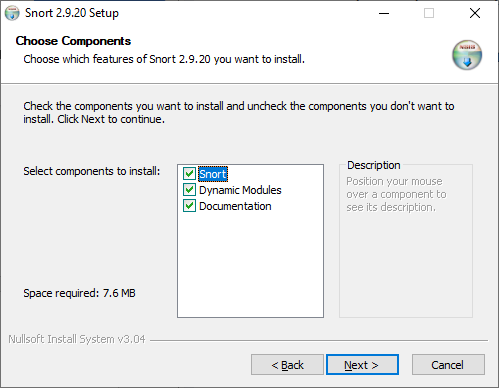 Snort 2.9.20 Setup
Choose Components
Choose which features of Snort 2.9.20 you want to install.
Check the components you want to install and uncheck the components you don't want to
install. Click Next to continue.
Select components to install:
Snort
Dynamic Modules
Documentation
Description
Position your mouse
over a component to
see its description.
Space required: 7.6 MB
Nullsoft Install System v3.04
< Back
Next >
Cancel